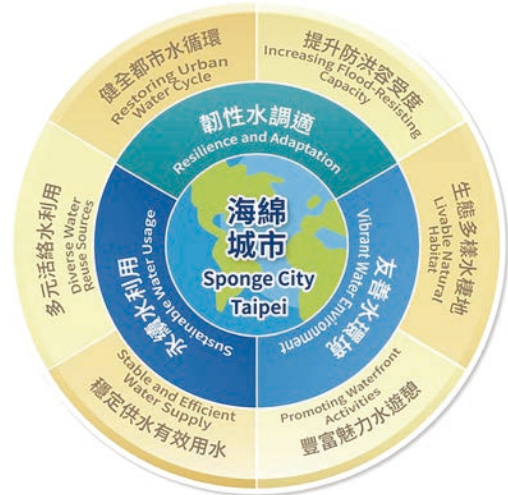 海綿
城市
Sponge City
Taipei
韌性水調適
Resilience and Adaptation
友善水環境
Vibrant Water Environment
永續水利用
Sustainable Water Usage
健全都市水循環
Restoring Urban
Water Cycle
提升防洪容受度
Increasing Flood-Resisting
Capacity
生態多樣水棲地
Livable Natural
Habitat
Promoting Waterfront
Activities
豐富魅力水遊憩
Stable and Efficient
Water Supply
穩定供水有效用水
多元活絡水利用
Diverse Water
Reuse Sources